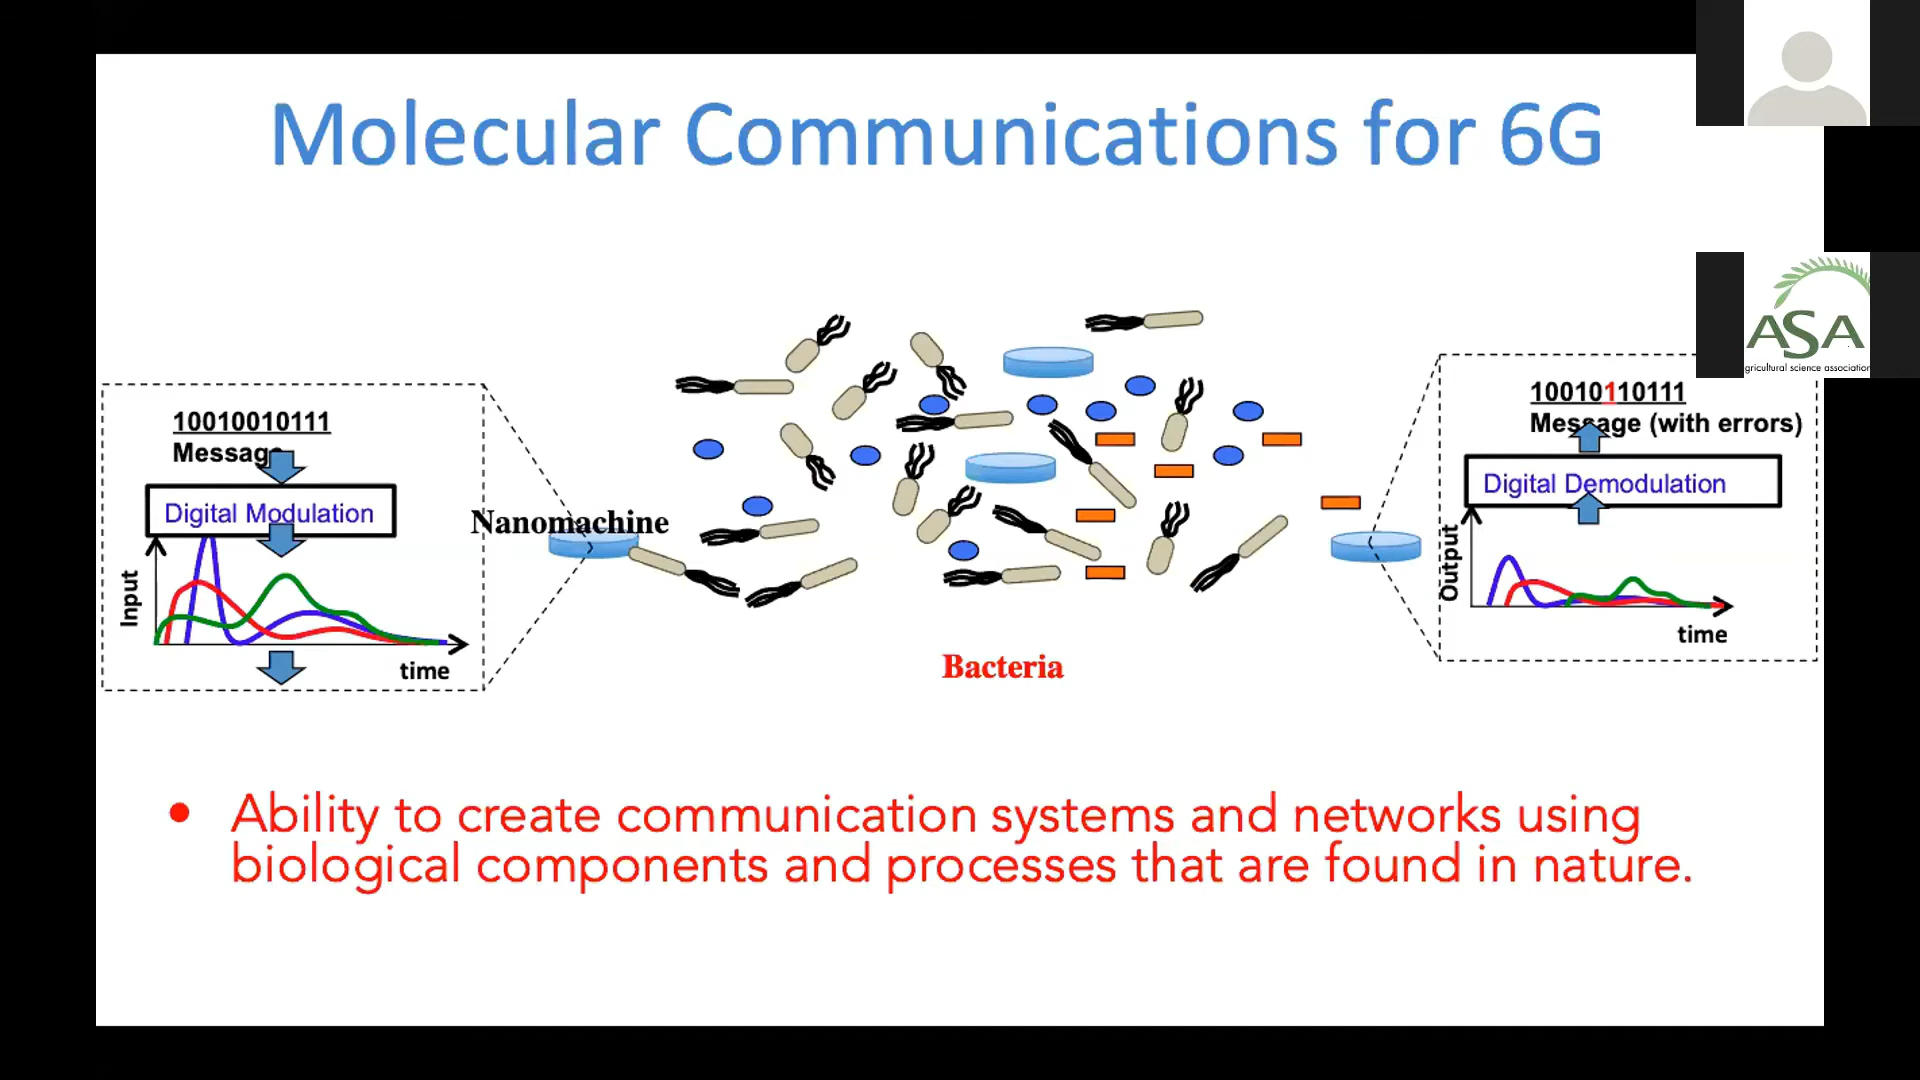 Molecular Communications for 6G
ASA
gricultural science association
10010010111
Message
Digital Modulation
Input
time
Nanomachine
Bacteria
10010110111
Message (with errors)
Digital Demodulation
Output
time
• Ability to create communication systems and networks using
biological components and processes that are found in nature.